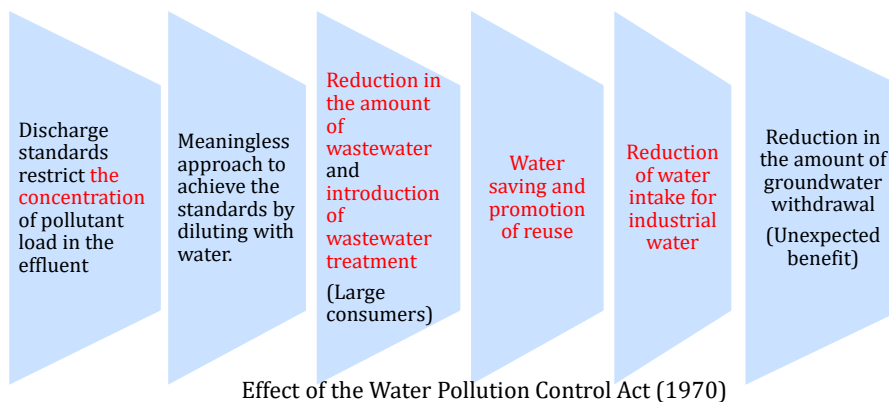 Discharge
standards
restrict the
concentration
of pollutant
load in the
effluent
Meaningless
approach to
achieve the
standards by
diluting with
water.
Reduction in
the amount
of
wastewater
and
introduction
of
wastewater
treatment
(Large
consumers)
Water
saving and
promotion
of reuse
Reduction
of water
intake for
industrial
water
Reduction in
the amount of
groundwater
withdrawal
(Unexpected
benefit)
Effect of the Water Pollution Control Act (1970)